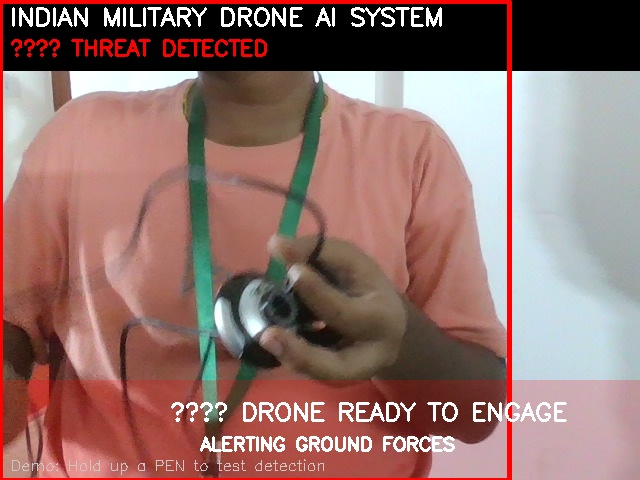 INDIAN MILITARY DRONE AI SYSTEM
???? THREAT DETECTED
???? DRONE READY TO ENGAGE
ALERTING GROUND FORCES
Demo: Hold up a PEN to test detection